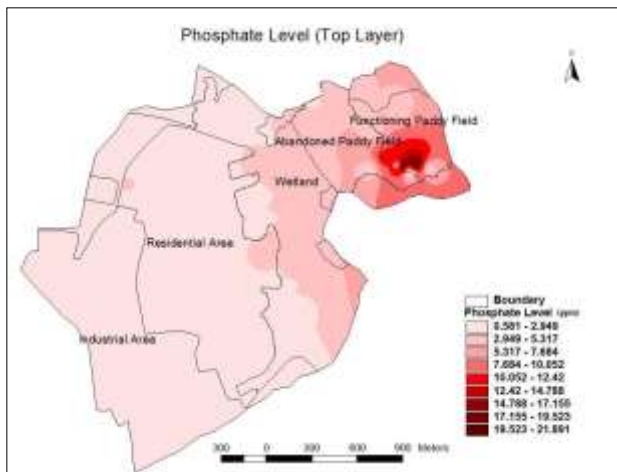 Phosphate Level (Top Layer)
Functioning Paddy Field
Abandoned Paddy Field
Wetland
Residential Area
Industrial Area
Boundary
Phosphate Level (ppm)
0.581 - 2.949
2.949 - 5.317
5.317 - 7.684
7.684 - 10.052
10.052 - 12.42
12.42 - 14.788
14.788 - 17.155
17.155 - 19.523
19.523 - 21.891
300 0 300 600 900 Meters